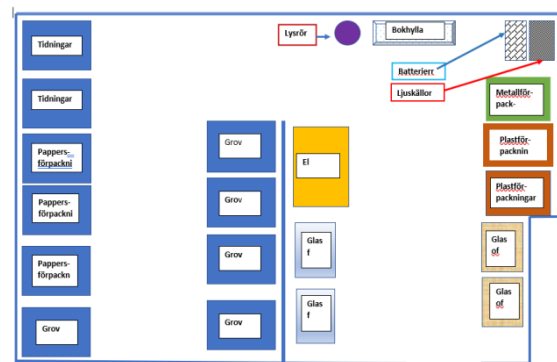 Tidningar
Tidningar
Pappers-
förpackni
Pappers-
förpackni
Pappers-
förpackn
Grov
Grov
Grov
Grov
Grov
Lysrör
Bokhylla
Batterierr
Ljuskällor
El
Glas
f
Glas
f
Metallför-
pack-
Plastför-
packnin
Plastför-
packningar
Glas
of
Glas
of